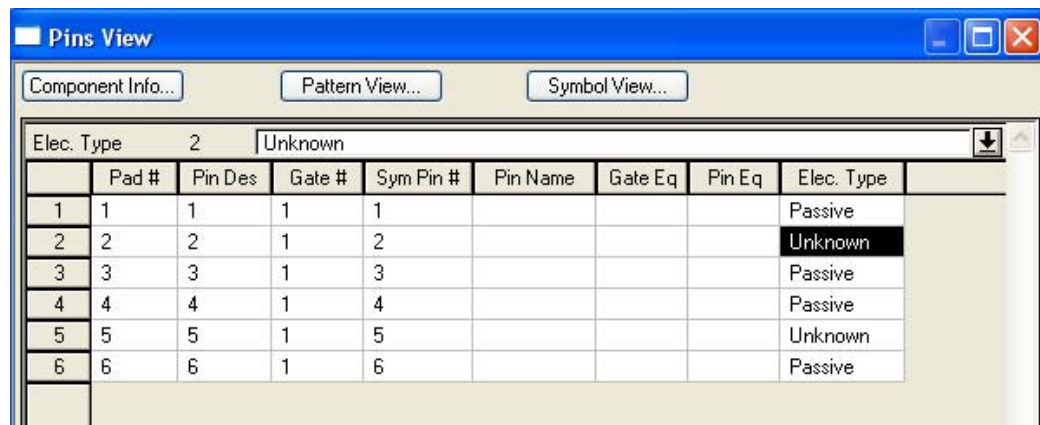 Pins View
Component Info... Pattern View... Symbol View...
Elec. Type 2 Unknown
Pad # Pin Des Gate # Sym Pin # Pin Name Gate Eq Pin Eq Elec. Type
1 1 1 1 1 Passive
2 2 2 1 2 Unknown
3 3 3 1 3 Passive
4 4 4 1 4 Passive
5 5 5 1 5 Unknown
6 6 6 1 6 Passive